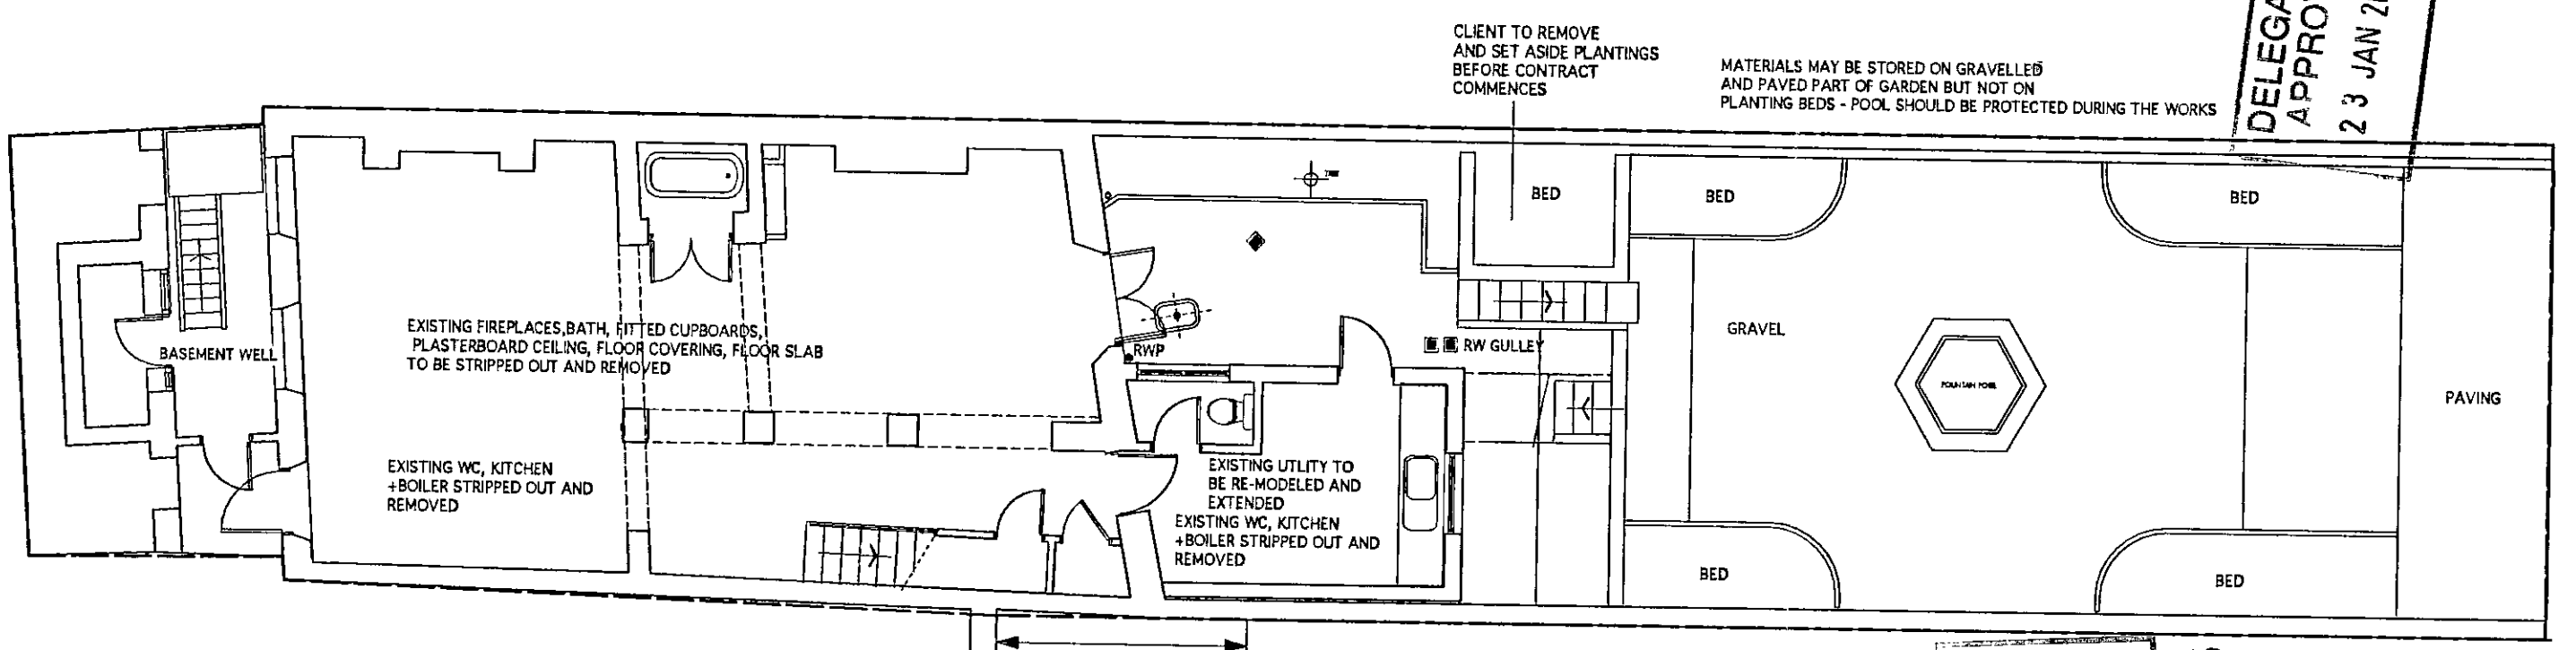 CLIENT TO REMOVE
AND SET ASIDE PLANTINGS
BEFORE CONTRACT
COMMENCES
MATERIALS MAY BE STORED ON GRAVELLED
AND PAVED PART OF GARDEN BUT NOT ON
PLANTING BEDS - POOL SHOULD BE PROTECTED DURING THE WORKS
23 JAN
BED
BED
BED
BASEMENT WELL
EXISTING FIREPLACES,BATH, FITTED CUPBOARDS,
PLASTERBOARD CEILING, FLOOR COVERING, FLOOR SLAB
TO BE STRIPPED OUT AND REMOVED
RWP
RW GULLEY
GRAVEL
FOUNTAIN POOL
PAVING
EXISTING WC, KITCHEN
+BOILER STRIPPED OUT AND
REMOVED
EXISTING UTLITY TO
BE RE-MODELED AND
EXTENDED
EXISTING WC, KITCHEN
+BOILER STRIPPED OUT AND
REMOVED
BED
BED